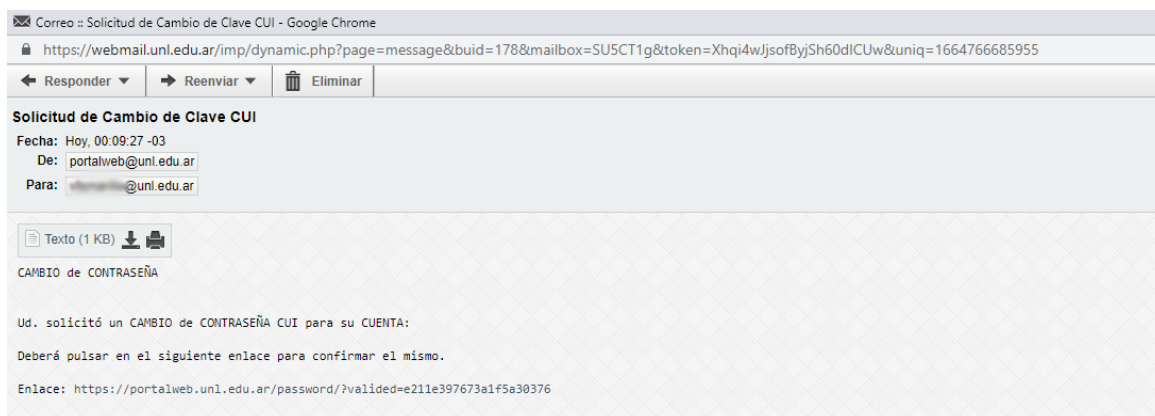 Correo :: Solicitud de Cambio de Clave CUI - Google Chrome
https://webmail.unl.edu.ar/imp/dynamic.php?page=message&buid=178&mailbox=SU5CT1g&token=Xhqi4wJjsofByjSh60dICUw&uniq=1664766685955
Responder Reenviar Eliminar
Solicitud de Cambio de Clave CUI
Fecha: Hoy, 00:09:27 -03
De: portalweb@unl.edu.ar
Para: @unl.edu.ar
Texto (1 KB)
CAMBIO de CONTRASEÑA
Ud. solicitó un CAMBIO de CONTRASEÑA CUI para su CUENTA:
Deberá pulsar en el siguiente enlace para confirmar el mismo.
Enlace: https://portalweb.unl.edu.ar/password/?valided=e211e397673a1f5a30376